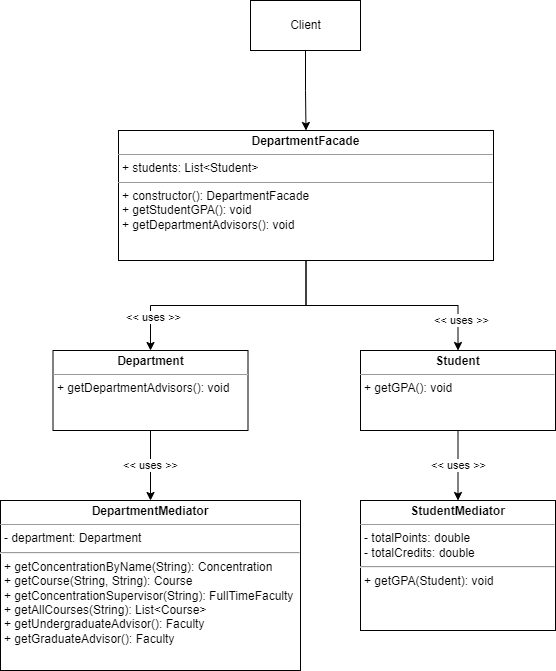 Client
DepartmentFacade
+ students: List<Student>
+ constructor(): DepartmentFacade
+ getStudentGPA(): void
+ getDepartmentAdvisors(): void
<< uses >>
<< uses >>
Department
+ getDepartmentAdvisors(): void
Student
+ getGPA(): void
<< uses >>
<< uses >>
DepartmentMediator
- department: Department
+ getConcentrationByName(String): Concentration
+ getCourse(String, String): Course
+ getConcentrationSupervisor(String): FullTimeFaculty
+ getAllCourses(String): List<Course>
+ getUndergraduateAdvisor(): Faculty
+ getGraduateAdvisor(): Faculty
StudentMediator
- totalPoints: double
- totalCredits: double
+ getGPA(Student): void